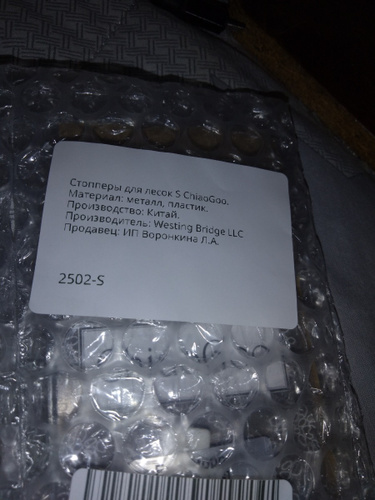 Стопперы для лесок S ChiaoGoo.
Материал: металл, пластик.
Производство: Китай.
Производитель: Westing Bridge LLC
Продавец: ИП Воронкина Л.А.
2502-S